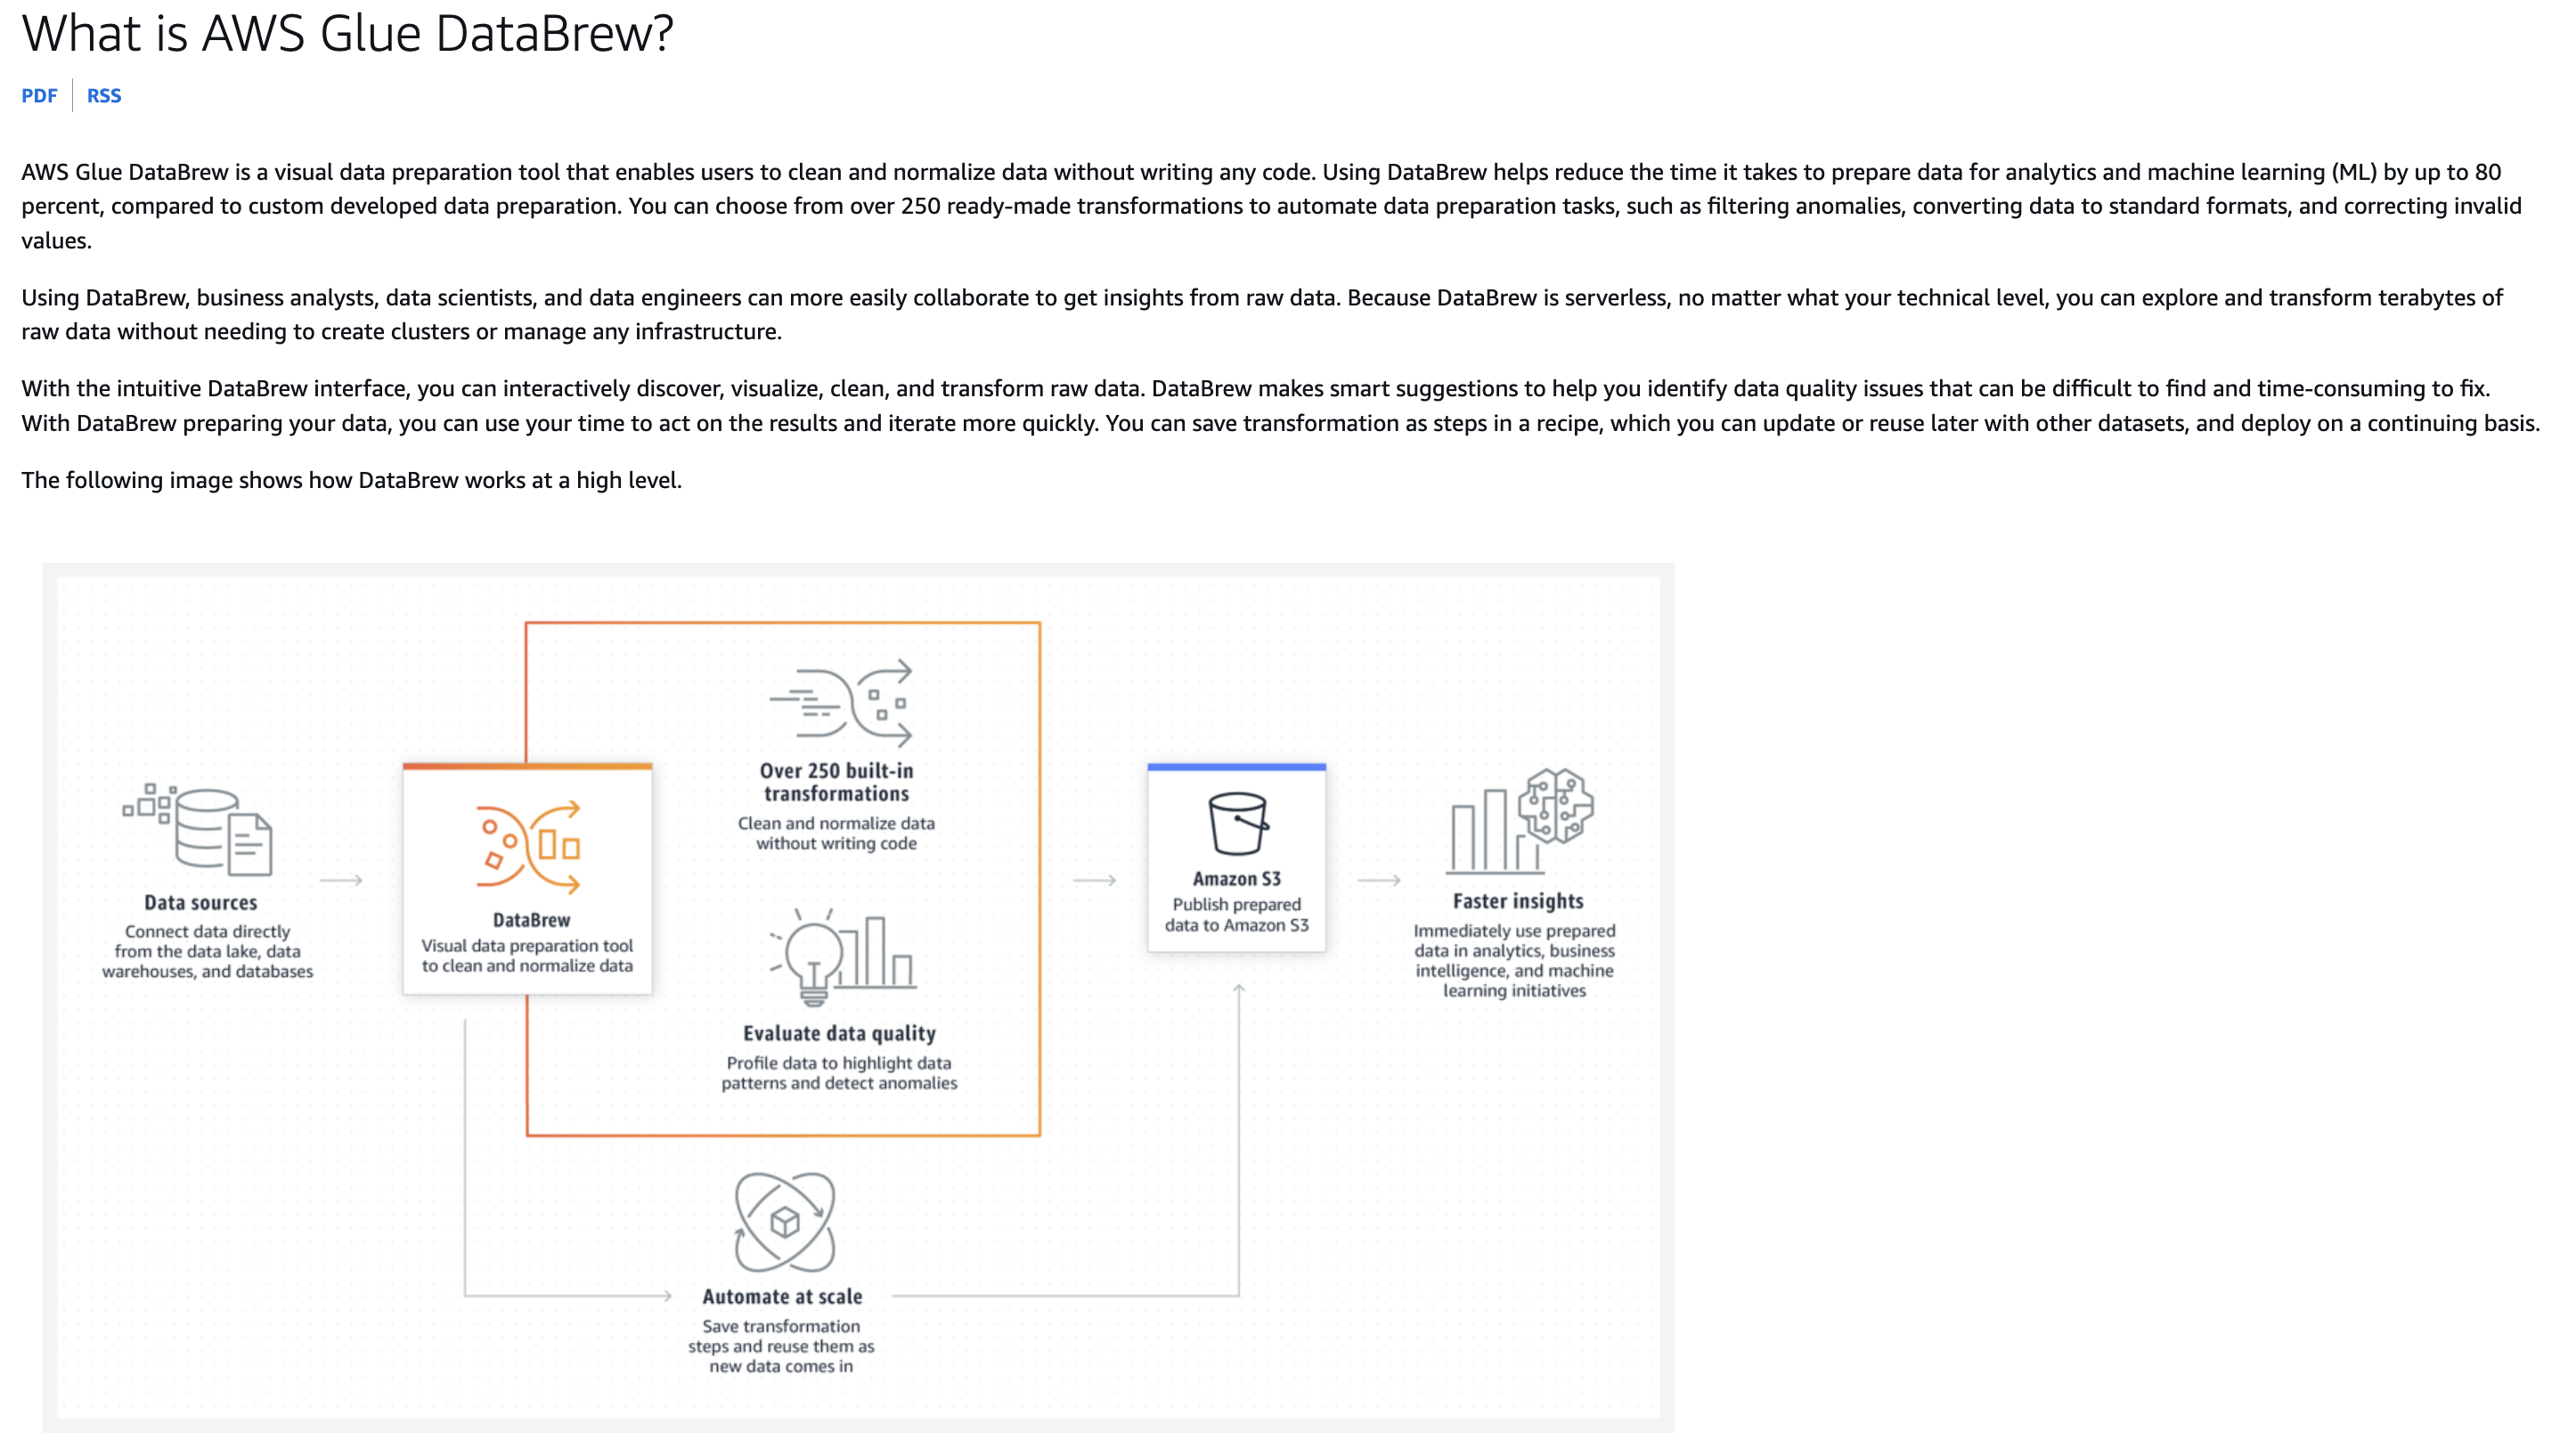 What is AWS Glue DataBrew?
PDF
RSS
AWS Glue DataBrew is a visual data preparation tool that enables users to clean and normalize data without writing any code. Using DataBrew helps reduce the time it takes to prepare data for analytics and machine learning (ML) by up to 80
percent, compared to custom developed data preparation. You can choose from over 250 ready-made transformations to automate data preparation tasks, such as filtering anomalies, converting data to standard formats, and correcting invalid
values.
Using DataBrew, business analysts, data scientists, and data engineers can more easily collaborate to get insights from raw data. Because DataBrew is serverless, no matter what your technical level, you can explore and transform terabytes of
raw data without needing to create clusters or manage any infrastructure.
With the intuitive DataBrew interface, you can interactively discover, visualize, clean, and transform raw data. DataBrew makes smart suggestions to help you identify data quality issues that can be difficult to find and time-consuming to fix.
With DataBrew preparing your data, you can use your time to act on the results and iterate more quickly. You can save transformation as steps in a recipe, which you can update or reuse later with other datasets, and deploy on a continuing basis.
The following image shows how DataBrew works at a high level.
Data sources
Connect data directly
from the data lake, data
warehouses, and databases
DataBrew
Visual data preparation tool
to clean and normalize data
Over 250 built-in
transformations
Clean and normalize data
without writing code
Evaluate data quality
Profile data to highlight data
patterns and detect anomalies
Amazon S3
Publish prepared
data to Amazon S3
Faster insights
Immediately use prepared
data in analytics, business
intelligence, and machine
learning initiatives
Automate at scale
Save transformation
steps and reuse them as
new data comes in